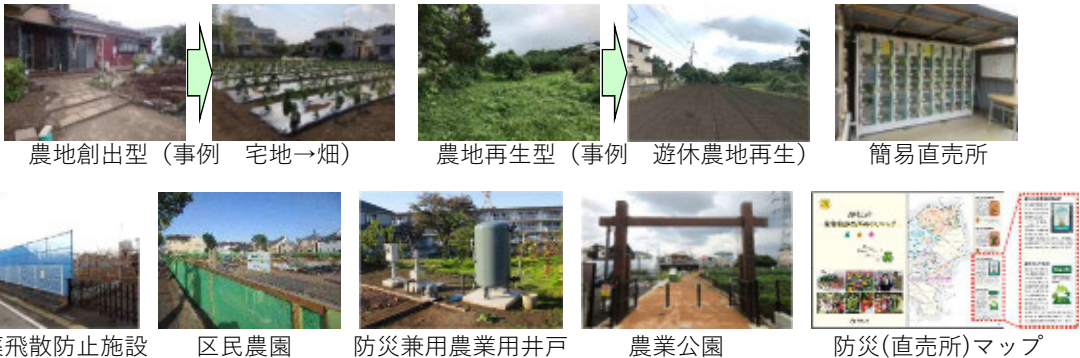 農地創出型（事例　宅地→畑）
農地再生型（事例　遊休農地再生）
簡易直売所
飛散防止施設
区民農園
防災兼用農業用井戸
農業公園
防災(直売所)マップ